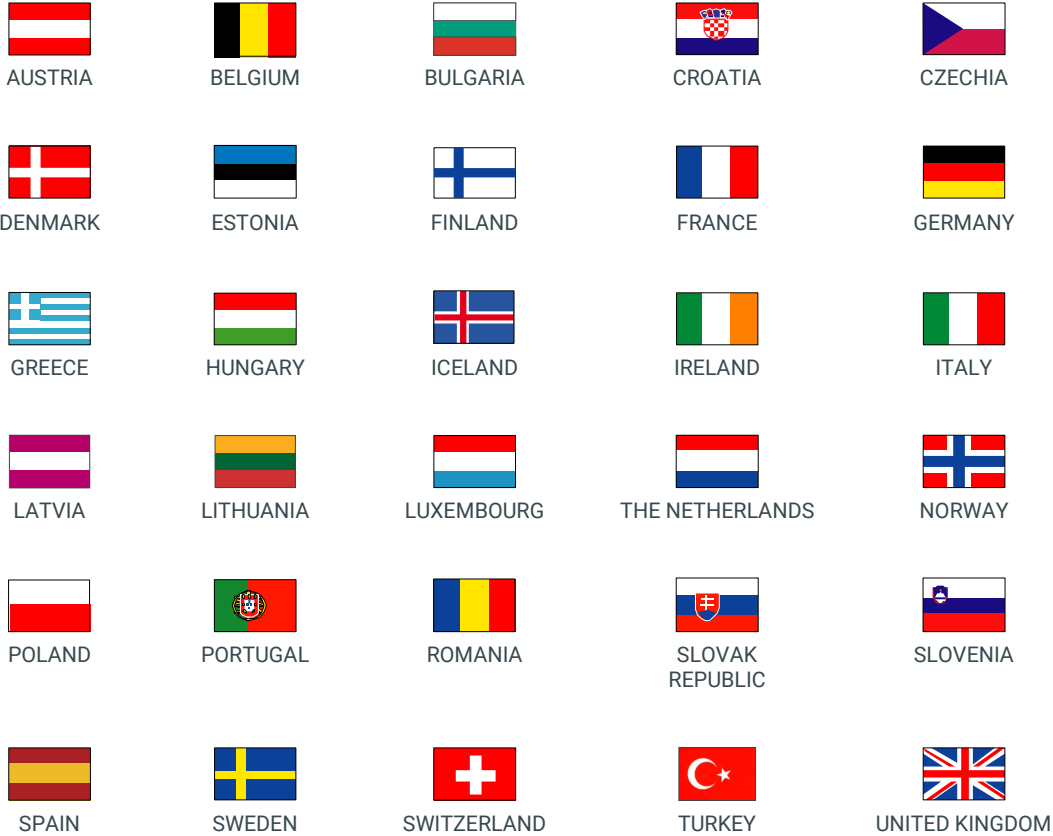 AUSTRIA
BELGIUM
BULGARIA
CROATIA
CZECHIA
DENMARK
ESTONIA
FINLAND
FRANCE
GERMANY
GREECE
HUNGARY
ICELAND
IRELAND
ITALY
LATVIA
LITHUANIA
LUXEMBOURG
THE NETHERLANDS
NORWAY
POLAND
PORTUGAL
ROMANIA
SLOVAK
REPUBLIC
SLOVENIA
SPAIN
SWEDEN
SWITZERLAND
TURKEY
UNITED KINGDOM